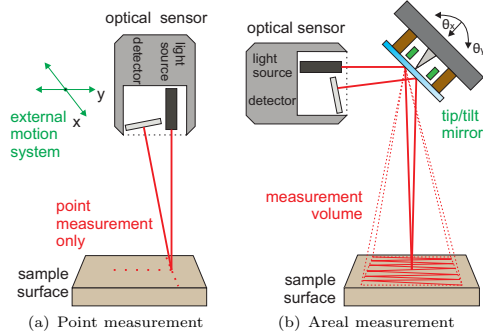 optical sensor
detector
light
source
y
x
external
motion
system
point
measurement
only
sample
surface
(a) Point measurement
optical sensor
light
source
detector
θx
θy
tip/tilt
mirror
measurement
volume
sample
surface
(b) Areal measurement